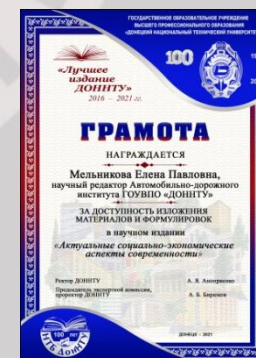 ГОСУДАРСТВЕННОЕ ОБРАЗОВАТЕЛЬНОЕ УЧРЕЖДЕНИЕ
ВЫСШЕГО ПРОФЕССИОНАЛЬНОГО ОБРАЗОВАНИЯ
«ДОНЕЦКИЙ НАЦИОНАЛЬНЫЙ ТЕХНИЧЕСКИЙ УНИВЕРСИТЕТ»
100
«Лучшее
издание
ДОННТУ»
2016 – 2021 гг.
ГРАМОТА
НАГРАЖДАЕТСЯ
Мельникова Елена Павловна,
научный редактор Автомобильно-дорожного
института ГОУВПО «ДОННТУ»
ЗА ДОСТУПНОСТЬ ИЗЛОЖЕНИЯ
МАТЕРИАЛОВ И ФОРМУЛИРОВОК
в научном издании
«Актуальные социально-экономические
аспекты современности»
Ректор ДОННТУ А. Я. Аноприенко
Председатель экспертной комиссии,
проректор ДОННТУ А. Б. Бирюков
100 ЛЕТ
ДОНЕЦК - 2021